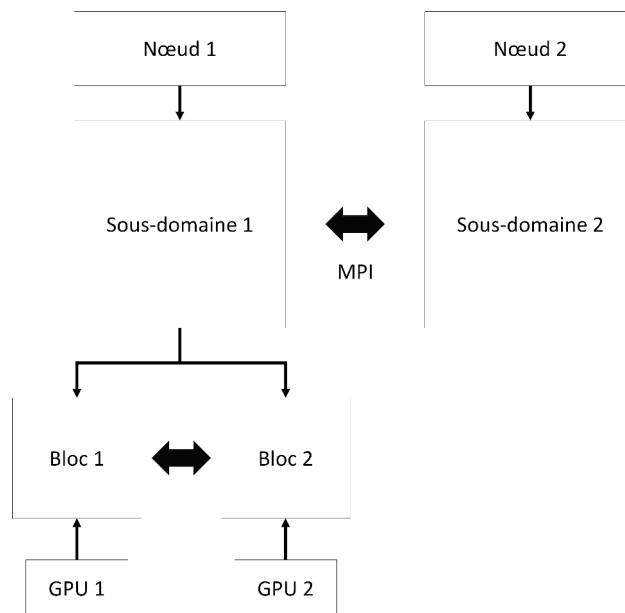 Nœud 1
Nœud 2
Sous-domaine 1
Sous-domaine 2
MPI
Bloc 1
Bloc 2
GPU 1
GPU 2